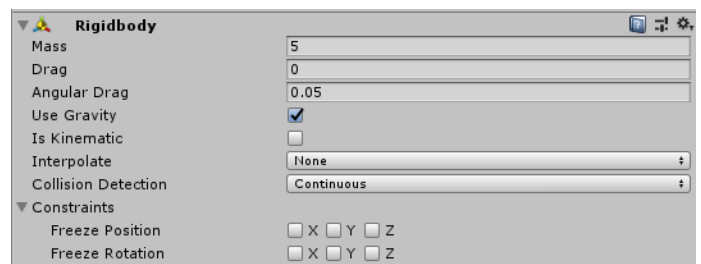 Rigidbody
Mass 5
Drag 0
Angular Drag 0.05
Use Gravity
Is Kinematic
Interpolate None
Collision Detection Continuous
Constraints
Freeze Position X Y Z
Freeze Rotation X Y Z